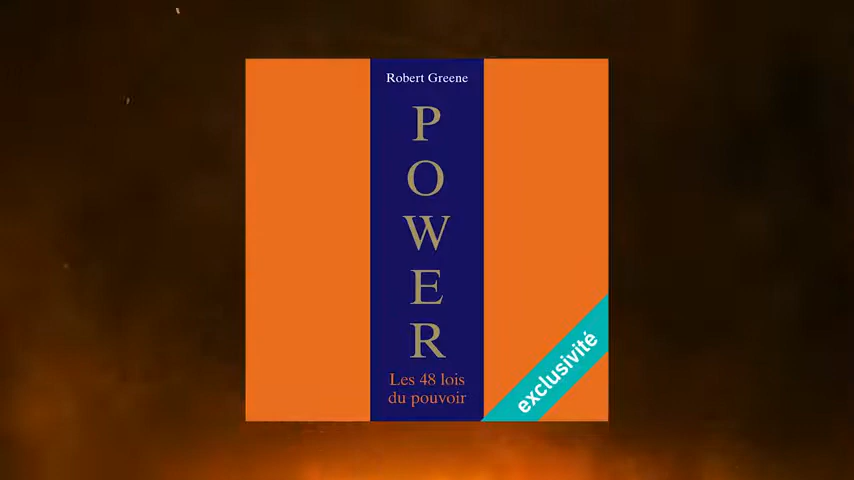 Robert Greene
P
O
W
E
R
Les 48 lois
du pouvoir
exclusivité